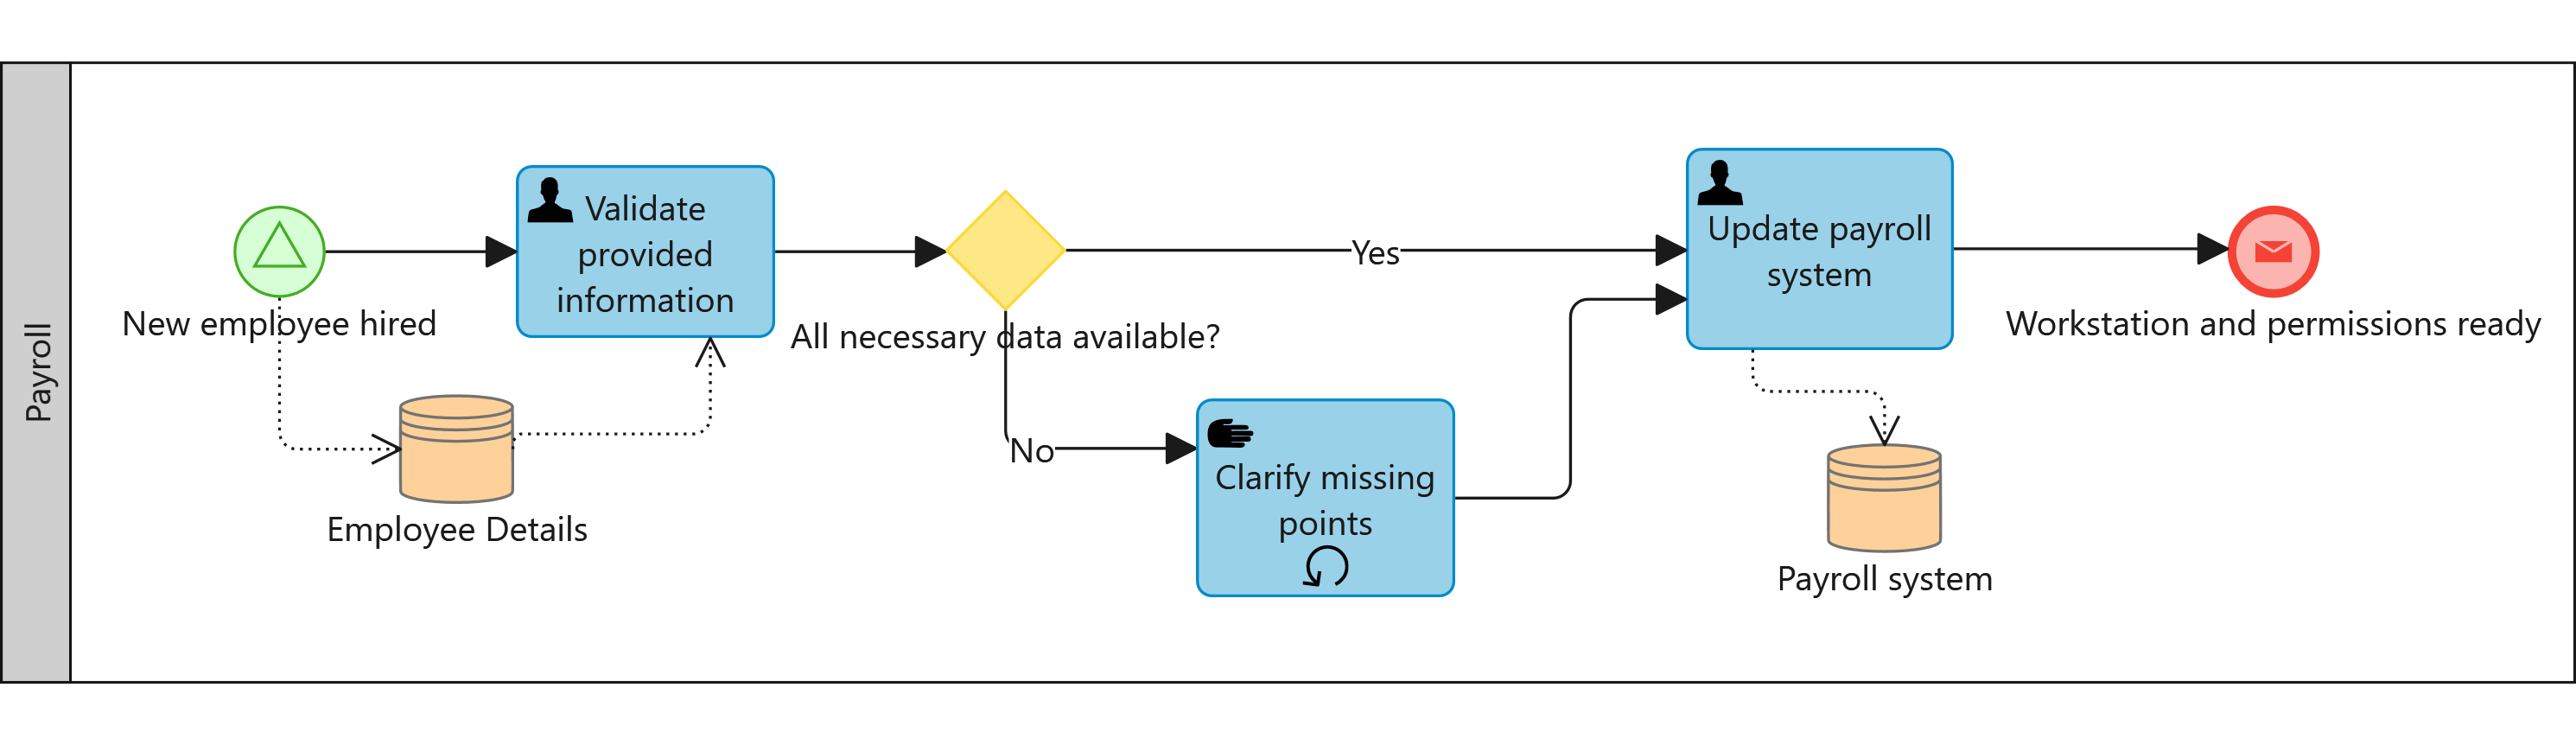 Payroll
New employee hired
Validate
provided
information
Employee Details
All necessary data available?
Yes
No
Clarify missing
points
Update payroll
system
Payroll system
Workstation and permissions ready